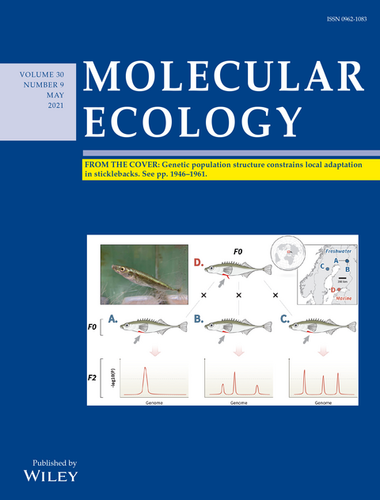 ISSN 0962-1083
VOLUME 30
NUMBER 9
MAY
2021
MOLECULAR
ECOLOGY
FROM THE COVER: Genetic population structure constrains local adaptation
in sticklebacks. See pp. 1946–1961.
D.
F0
Freshwater
A
B
C
D
Marine
F0
A.
B.
C.
F2
-log10(P)
Genome
Genome
Genome
Published by
WILEY